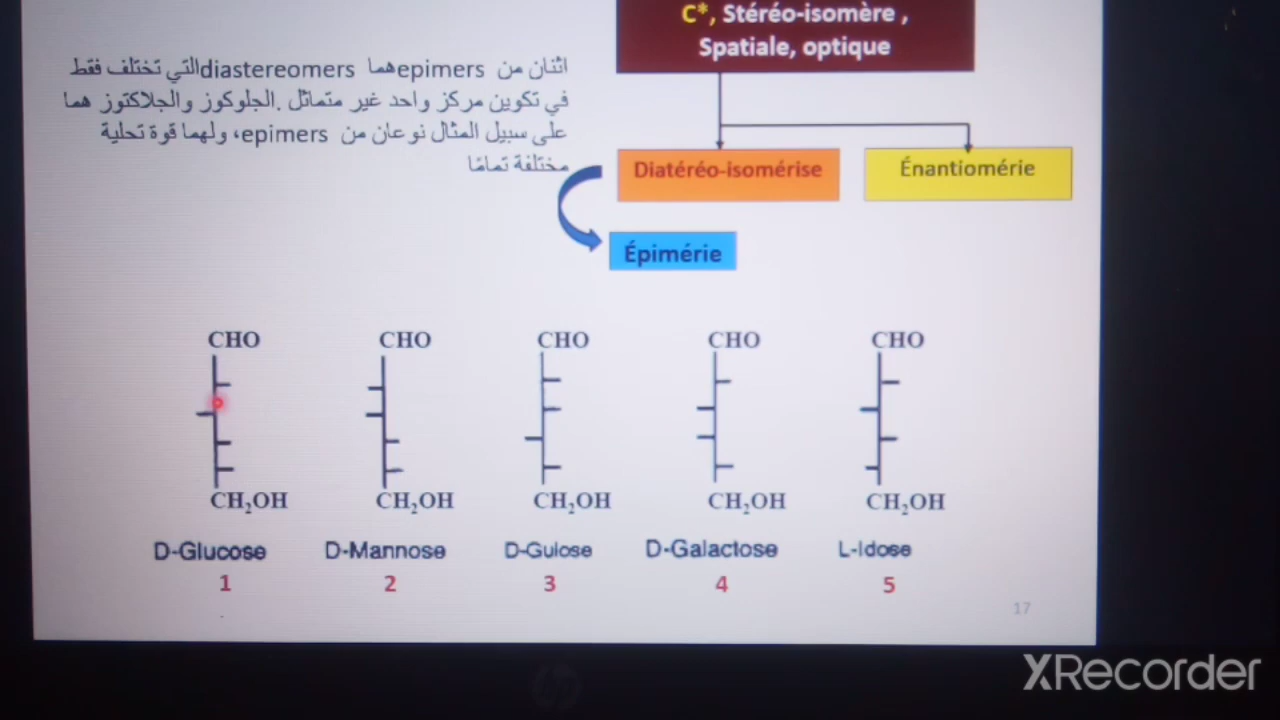 C*, Stéréo-isomère ,
Spatiale, optique
اثنان من epimers هما diastereomers التي تختلف فقط
في تكوين مركز واحد غير متماثل .الجلوكوز والجلاكتوز هما
على سبيل المثال نوعان من epimers، ولهما قوة تحلية
مختلفة تمامًا
Diatéréo-isomérise
Énantiomérie
Épimérie
CHO CHO CHO CHO CHO
CH₂OH CH₂OH CH₂OH CH₂OH CH₂OH
D-Glucose D-Mannose D-Gulose D-Galactose L-Idose
1 2 3 4 5
17
hp
XRecorder